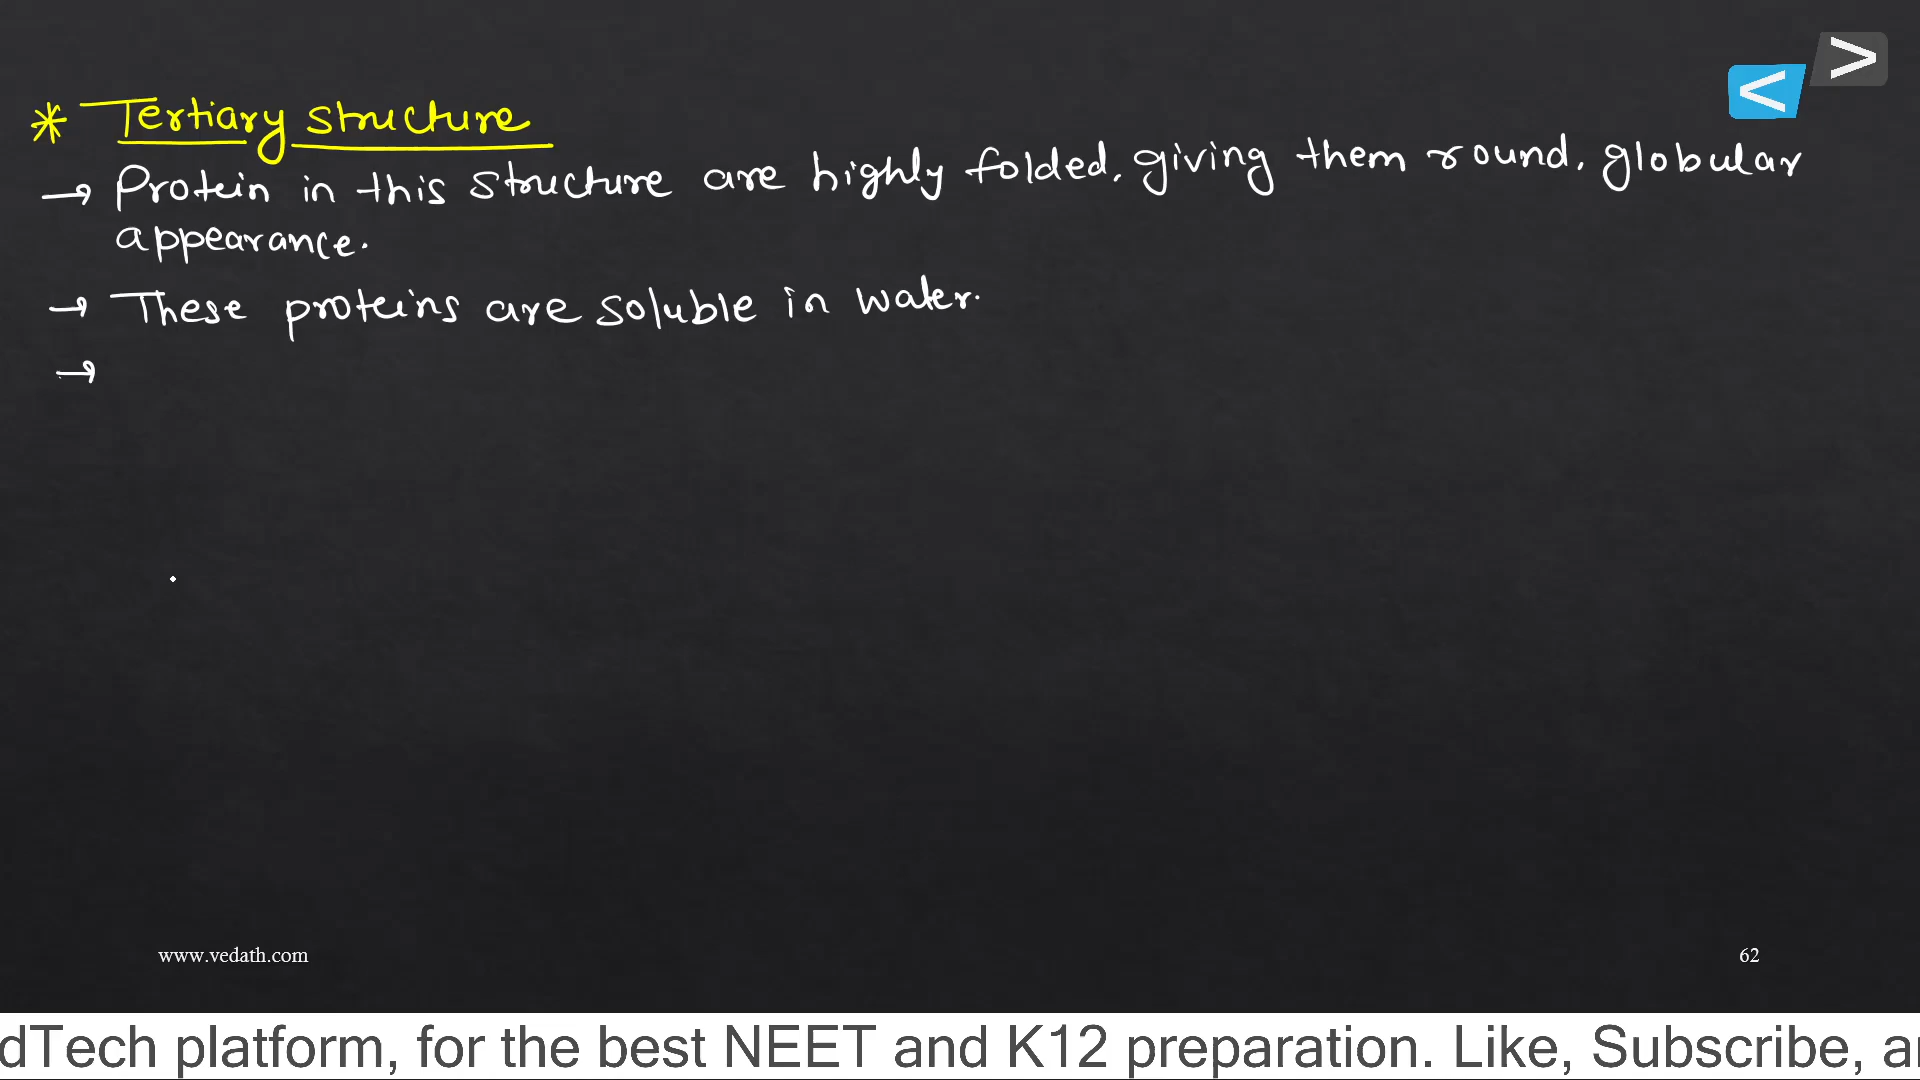 * Tertiary structure
→ Protein in this structure are highly folded, giving them round, globular
appearance.
→ These proteins are soluble in water.
→
www.vedath.com
62
dTech platform, for the best NEET and K12 preparation. Like, Subscribe, a